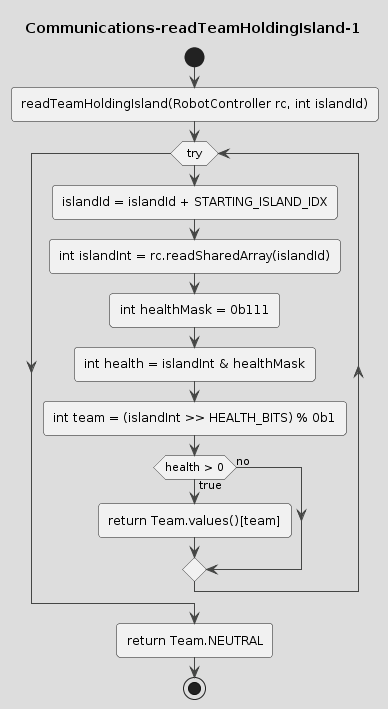 Communications-readTeamHoldingIsland-1
readTeamHoldingIsland(RobotController rc, int islandId)
try
islandId = islandId + STARTING_ISLAND_IDX
int islandInt = rc.readSharedArray(islandId)
int healthMask = 0b111
int health = islandInt & healthMask
int team = (islandInt >> HEALTH_BITS) % 0b1
health > 0
no
true
return Team.values()[team]
return Team.NEUTRAL